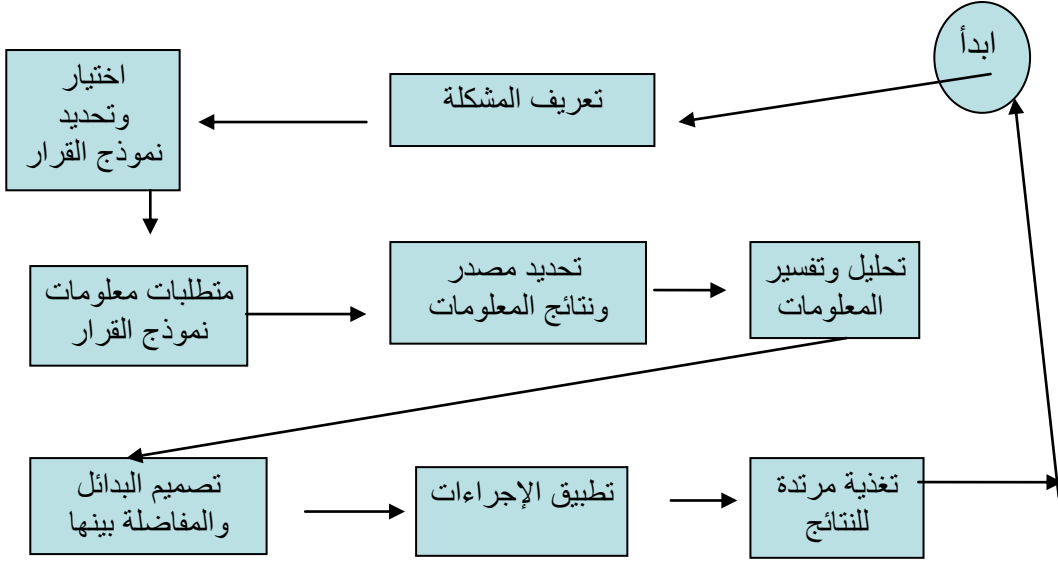 ابدأ
تعريف المشكلة
اختيار
وتحديد
نموذج القرار
متطلبات معلومات
نموذج القرار
تحديد مصدر
ونتائج المعلومات
تحليل وتفسير
المعلومات
تصميم البدائل
والمفاضلة بينها
تطبيق الإجراءات
تغذية مرتدة
للنتائج